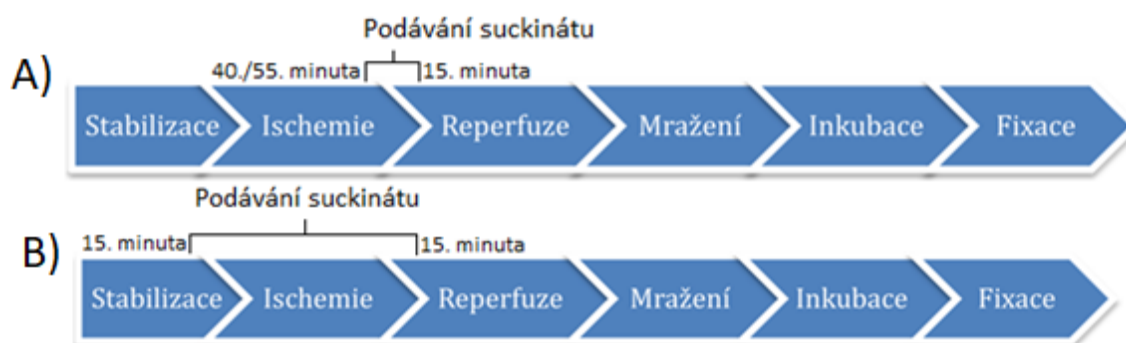 Podávání suckinátu
40./55. minuta 15. minuta
A)
Stabilizace Ischemie Reperfuze Mražení Inkubace Fixace
Podávání suckinátu
15. minuta 15. minuta
B)
Stabilizace Ischemie Reperfuze Mražení Inkubace Fixace